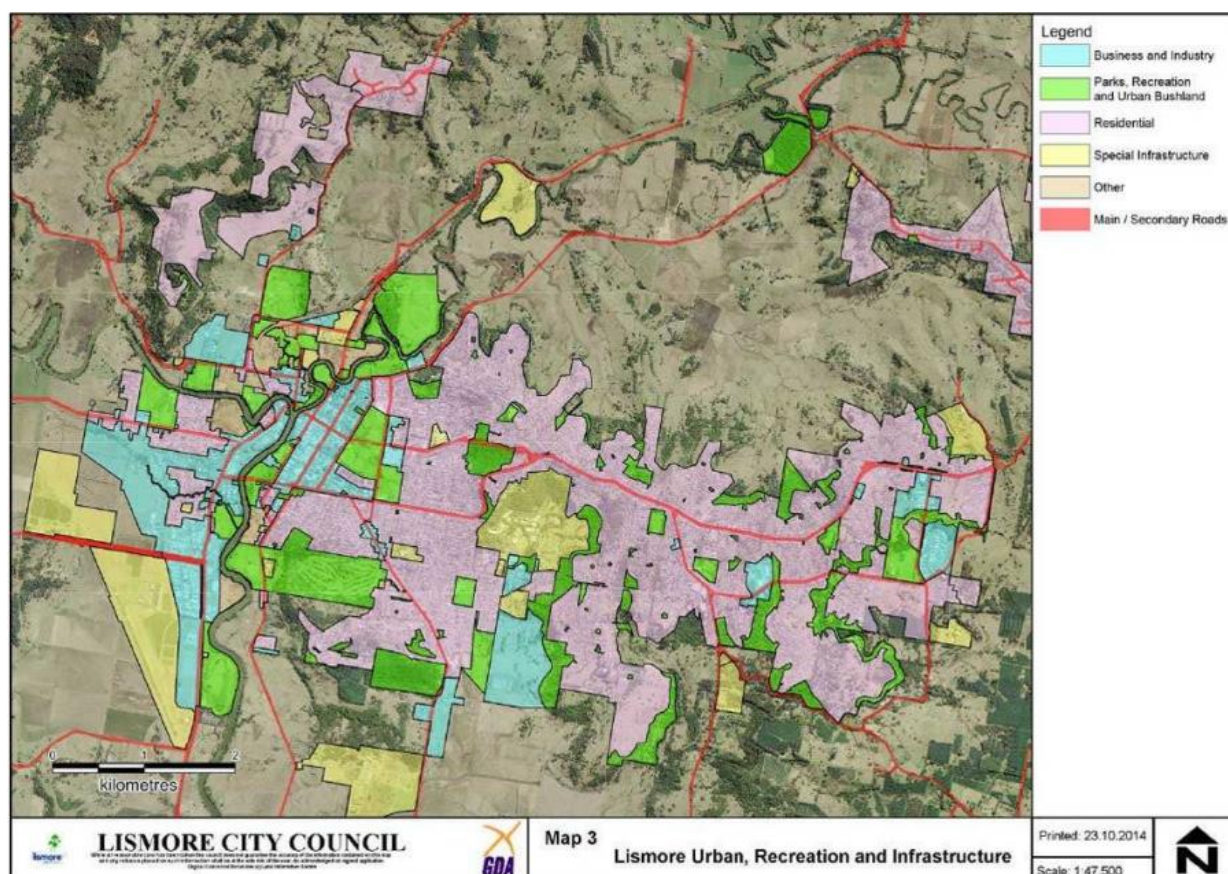 Legend
Business and Industry
Parks, Recreation
and Urban Bushland
Residential
Special Infrastructure
Other
Main / Secondary Roads
0 1 2
kilometres
lismore
LISMORE CITY COUNCIL
GDA
Map 3
Lismore Urban, Recreation and Infrastructure
Printed: 23.10.2014
Scale: 1:47,500
N